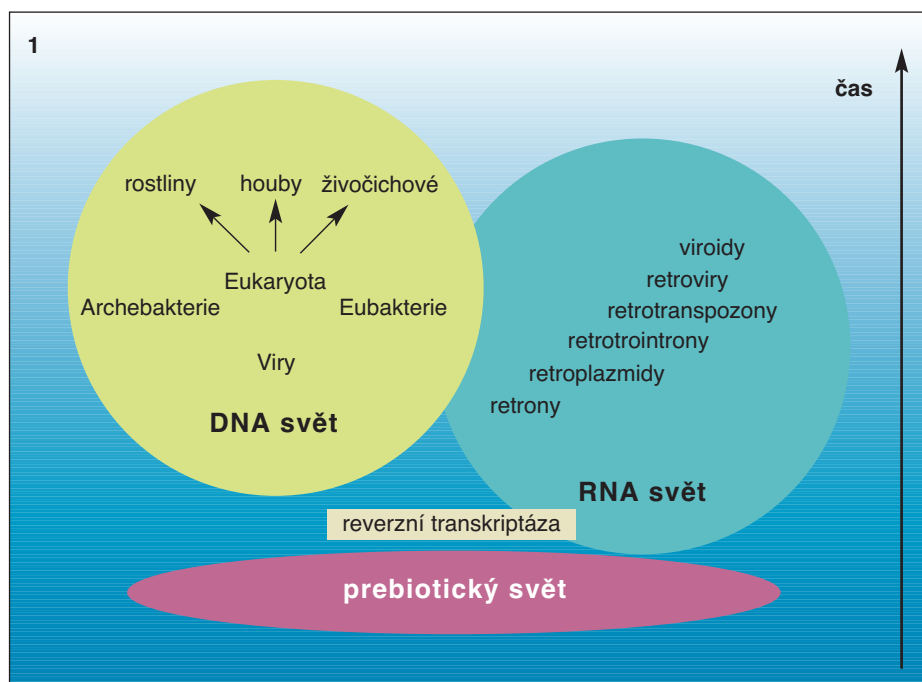 1
čas
rostliny
houby
živočichové
Eukaryota
Archebakterie
Eubakterie
Viry
DNA svět
viroidy
retroviry
retrotranspozony
retrotrointrony
retroplazmidy
retrony
RNA svět
reverzní transkriptáza
prebiotický svět